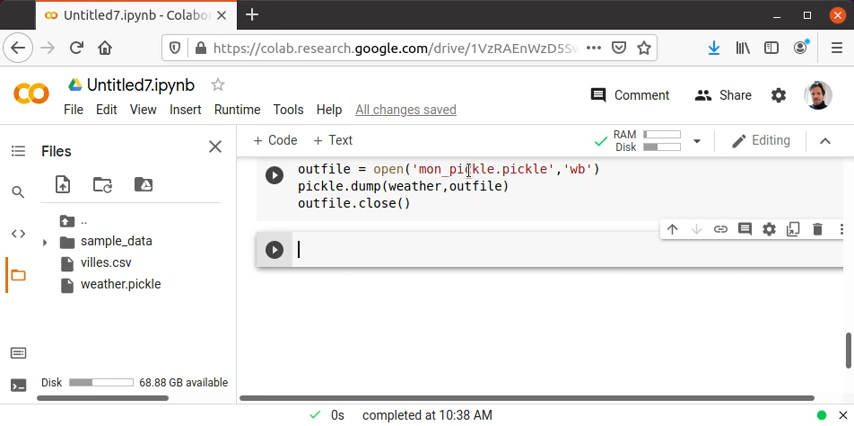 Untitled7.ipynb - Colabo
https://colab.research.google.com/drive/1VzRAEnWzD5Sw
Untitled7.ipynb
Comment
Share
File Edit View Insert Runtime Tools Help All changes saved
Files
+ Code + Text
RAM
Disk
Editing
outfile = open('mon_pickle.pickle','wb')
pickle.dump(weather,outfile)
outfile.close()
..
sample_data
villes.csv
weather.pickle
Disk 68.88 GB available
0s completed at 10:38 AM